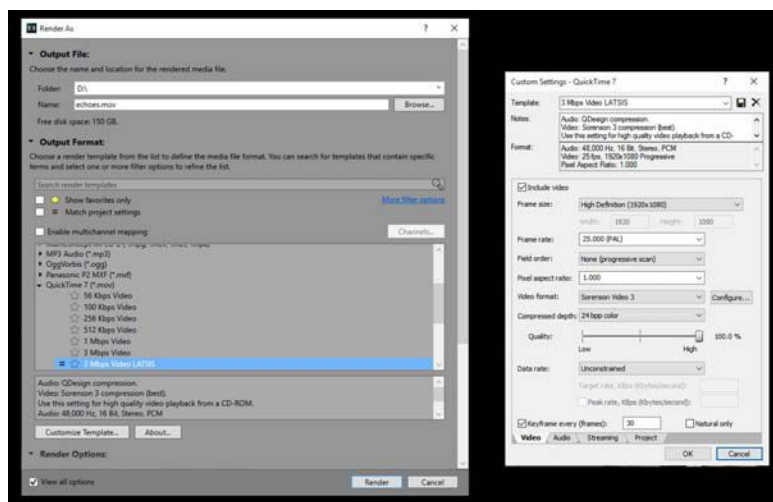 Render As
? ×
Output File:
Choose the name and location for the rendered media file.
Folder: D:\
Name: echoes.mov Browse...
Free disk space: 150 GB.
Output Format:
Choose a render template from the list to define the media file format. You can search for templates that contain specific
terms and select one or more filter options to refine the list.
Search render templates
Show favorites only More filter options
= Match project settings
Enable multichannel mapping Channels...
MP3 Audio (*.mp3)
OggVorbis (*.ogg)
Panasonic P2 MXF (*.mxf)
QuickTime 7 (*.mov)
56 Kbps Video
100 Kbps Video
256 Kbps Video
512 Kbps Video
1 Mbps Video
3 Mbps Video
= 3 Mbps Video LATSIS
Audio: QDesign compression.
Video: Sorenson 3 compression (best).
Use this setting for high quality video playback from a CD-ROM.
Audio: 48,000 Hz, 16 Bit, Stereo, PCM
Customize Template... About...
Render Options:
View all options Render Cancel
Custom Settings - QuickTime 7 ? ×
Template: 3 Mbps Video LATSIS
Notes: Audio: QDesign compression.
Video: Sorenson 3 compression (best).
Use this setting for high quality video playback from a CD-
Format: Audio: 48,000 Hz, 16 Bit, Stereo, PCM
Video: 25 fps, 1920x1080 Progressive
Pixel Aspect Ratio: 1.000
Include video
Frame size: High Definition (1920x1080)
Width: 1920 Height: 1080
Frame rate: 25.000 (PAL)
Field order: None (progressive scan)
Pixel aspect ratio: 1.000
Video format: Sorenson Video 3 Configure...
Compressed depth: 24 bpp color
Quality: 100.0 %
Low High
Data rate: Unconstrained
Target rate, Kbps (Kbytes/second):
Peak rate, Kbps (Kbytes/second):
Keyframe every (frames): 30 Natural only
Video Audio Streaming Project
OK Cancel